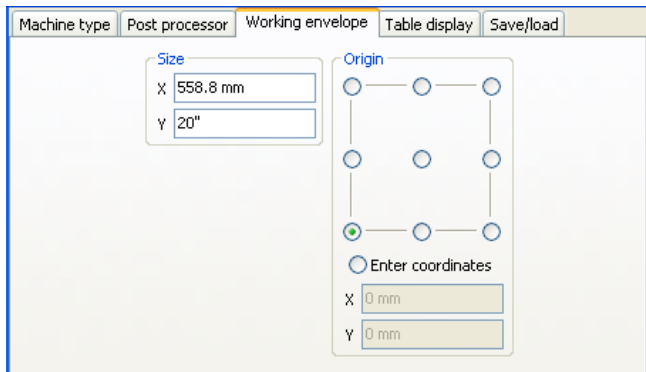 Machine type Post processor Working envelope Table display Save/load
Size
X 558.8 mm
Y 20"
Origin
Enter coordinates
X 0 mm
Y 0 mm